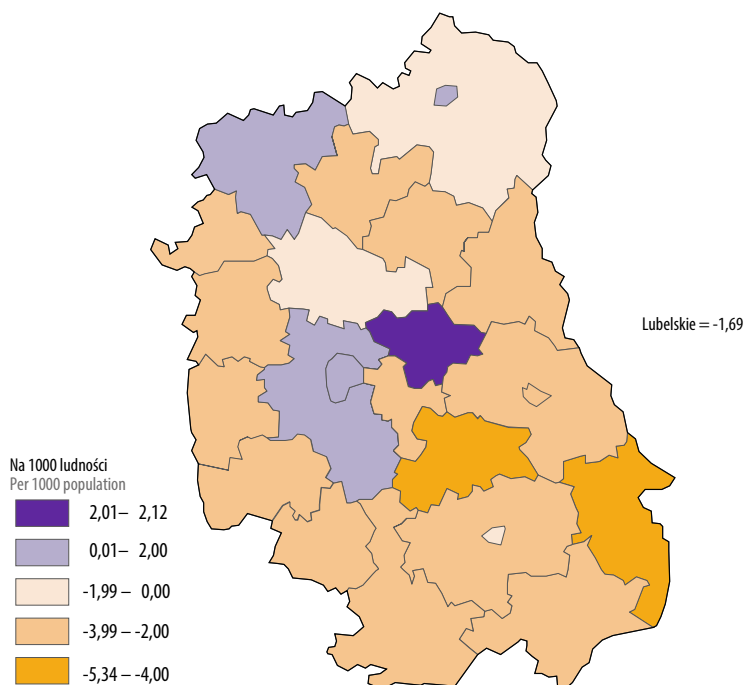 Lubelskie = -1,69
Na 1000 ludności
Per 1000 population
2,01– 2,12
0,01– 2,00
-1,99 – 0,00
-3,99 – -2,00
-5,34 – -4,00